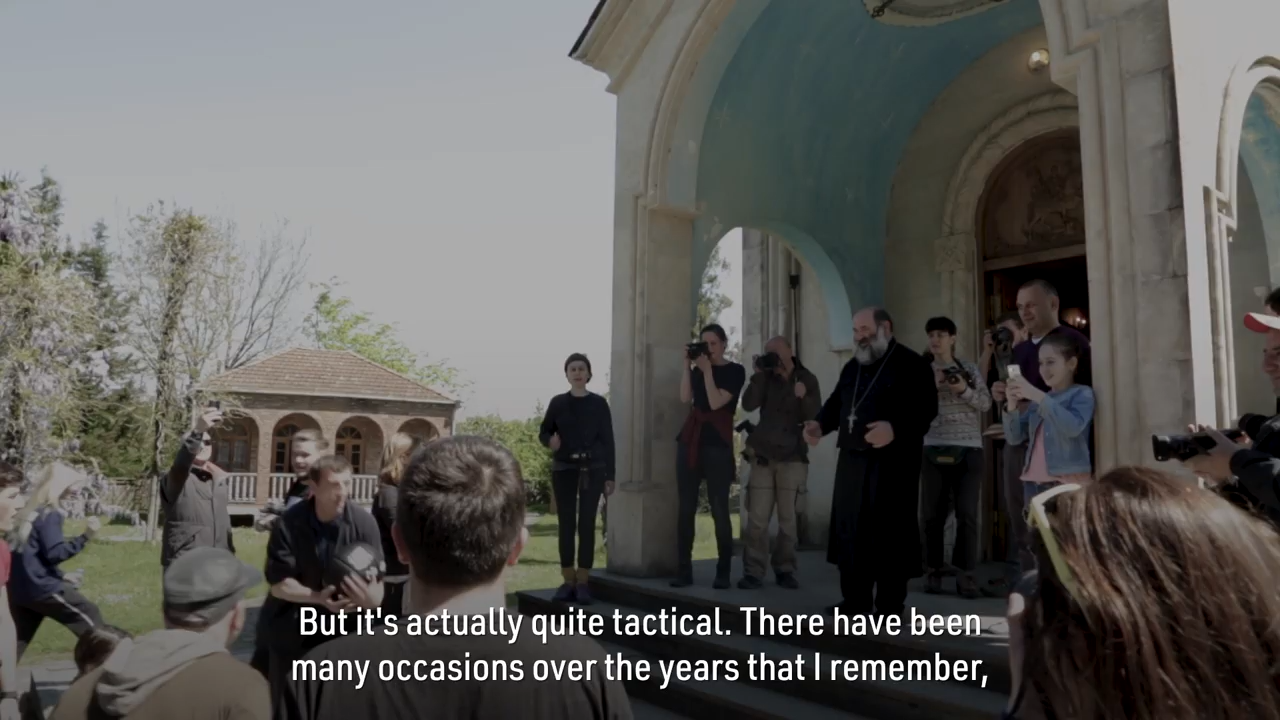 But it's actually quite tactical. There have been
many occasions over the years that I remember,